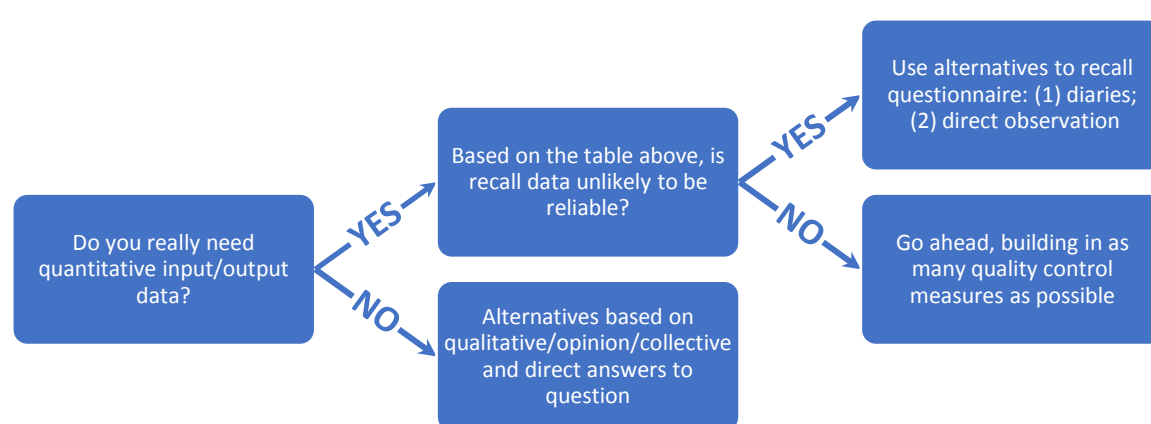 Do you really need
quantitative input/output
data?
YES
NO
Based on the table above, is
recall data unlikely to be
reliable?
Alternatives based on
qualitative/opinion/collective
and direct answers to
question
YES
NO
Use alternatives to recall
questionnaire: (1) diaries;
(2) direct observation
Go ahead, building in as
many quality control
measures as possible